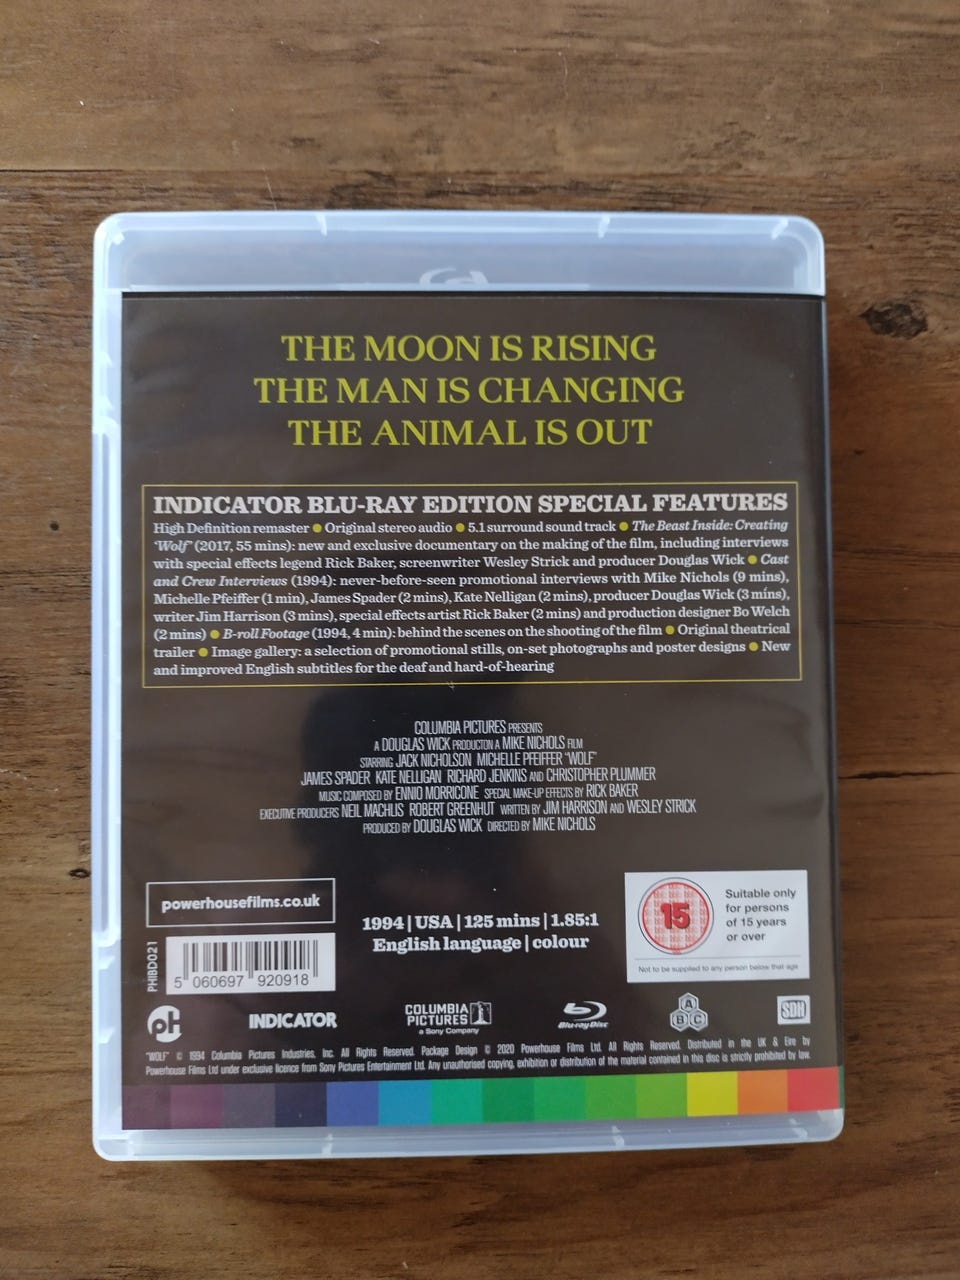 THE MOON IS RISING
THE MAN IS CHANGING
THE ANIMAL IS OUT
INDICATOR BLU-RAY EDITION SPECIAL FEATURES
High Definition remaster ● Original stereo audio ● 5.1 surround sound track ● The Beast Inside: Creating
'Wolf' (2017, 55 mins): new and exclusive documentary on the making of the film, including interviews
with special effects legend Rick Baker, screenwriter Wesley Strick and producer Douglas Wick ● Cast
and Crew Interviews (1994): never-before-seen promotional interviews with Mike Nichols (9 mins),
Michelle Pfeiffer (1 min), James Spader (2 mins), Kate Nelligan (2 mins), producer Douglas Wick (3 mins),
writer Jim Harrison (3 mins), special effects artist Rick Baker (2 mins) and production designer Bo Welch
(2 mins) ● B-roll Footage (1994, 4 min): behind the scenes on the shooting of the film ● Original theatrical
trailer ● Image gallery: a selection of promotional stills, on-set photographs and poster designs ● New
and improved English subtitles for the deaf and hard-of-hearing
COLUMBIA PICTURES PRESENTS
A DOUGLAS WICK PRODUCTION A MIKE NICHOLS FILM
STARRING JACK NICHOLSON MICHELLE PFEIFFER "WOLF"
JAMES SPADER KATE NELLIGAN RICHARD JENKINS AND CHRISTOPHER PLUMMER
MUSIC COMPOSED BY ENNIO MORRICONE SPECIAL MAKE-UP EFFECTS BY RICK BAKER
EXECUTIVE PRODUCERS NEIL MACHLIS ROBERT GREENHUT WRITTEN BY JIM HARRISON AND WESLEY STRICK
PRODUCED BY DOUGLAS WICK DIRECTED BY MIKE NICHOLS
powerhousefilms.co.uk
PHIBD021
5 060697 920918
1994 | USA | 125 mins | 1.85:1
English language | colour
15
Suitable only
for persons
of 15 years
or over
Not to be supplied to any person below that age
pH
INDICATOR
COLUMBIA
PICTURES
a Sony Company
Blu-ray Disc
A
B C
SDH
"WOLF" © 1994 Columbia Pictures Industries, Inc. All Rights Reserved. Package Design © 2020 Powerhouse Films Ltd. All Rights Reserved. Distributed in the UK & Eire by
Powerhouse Films Ltd under exclusive licence from Sony Pictures Entertainment Ltd. Any unauthorised copying, exhibition or distribution of the material contained in this disc is strictly prohibited by law.